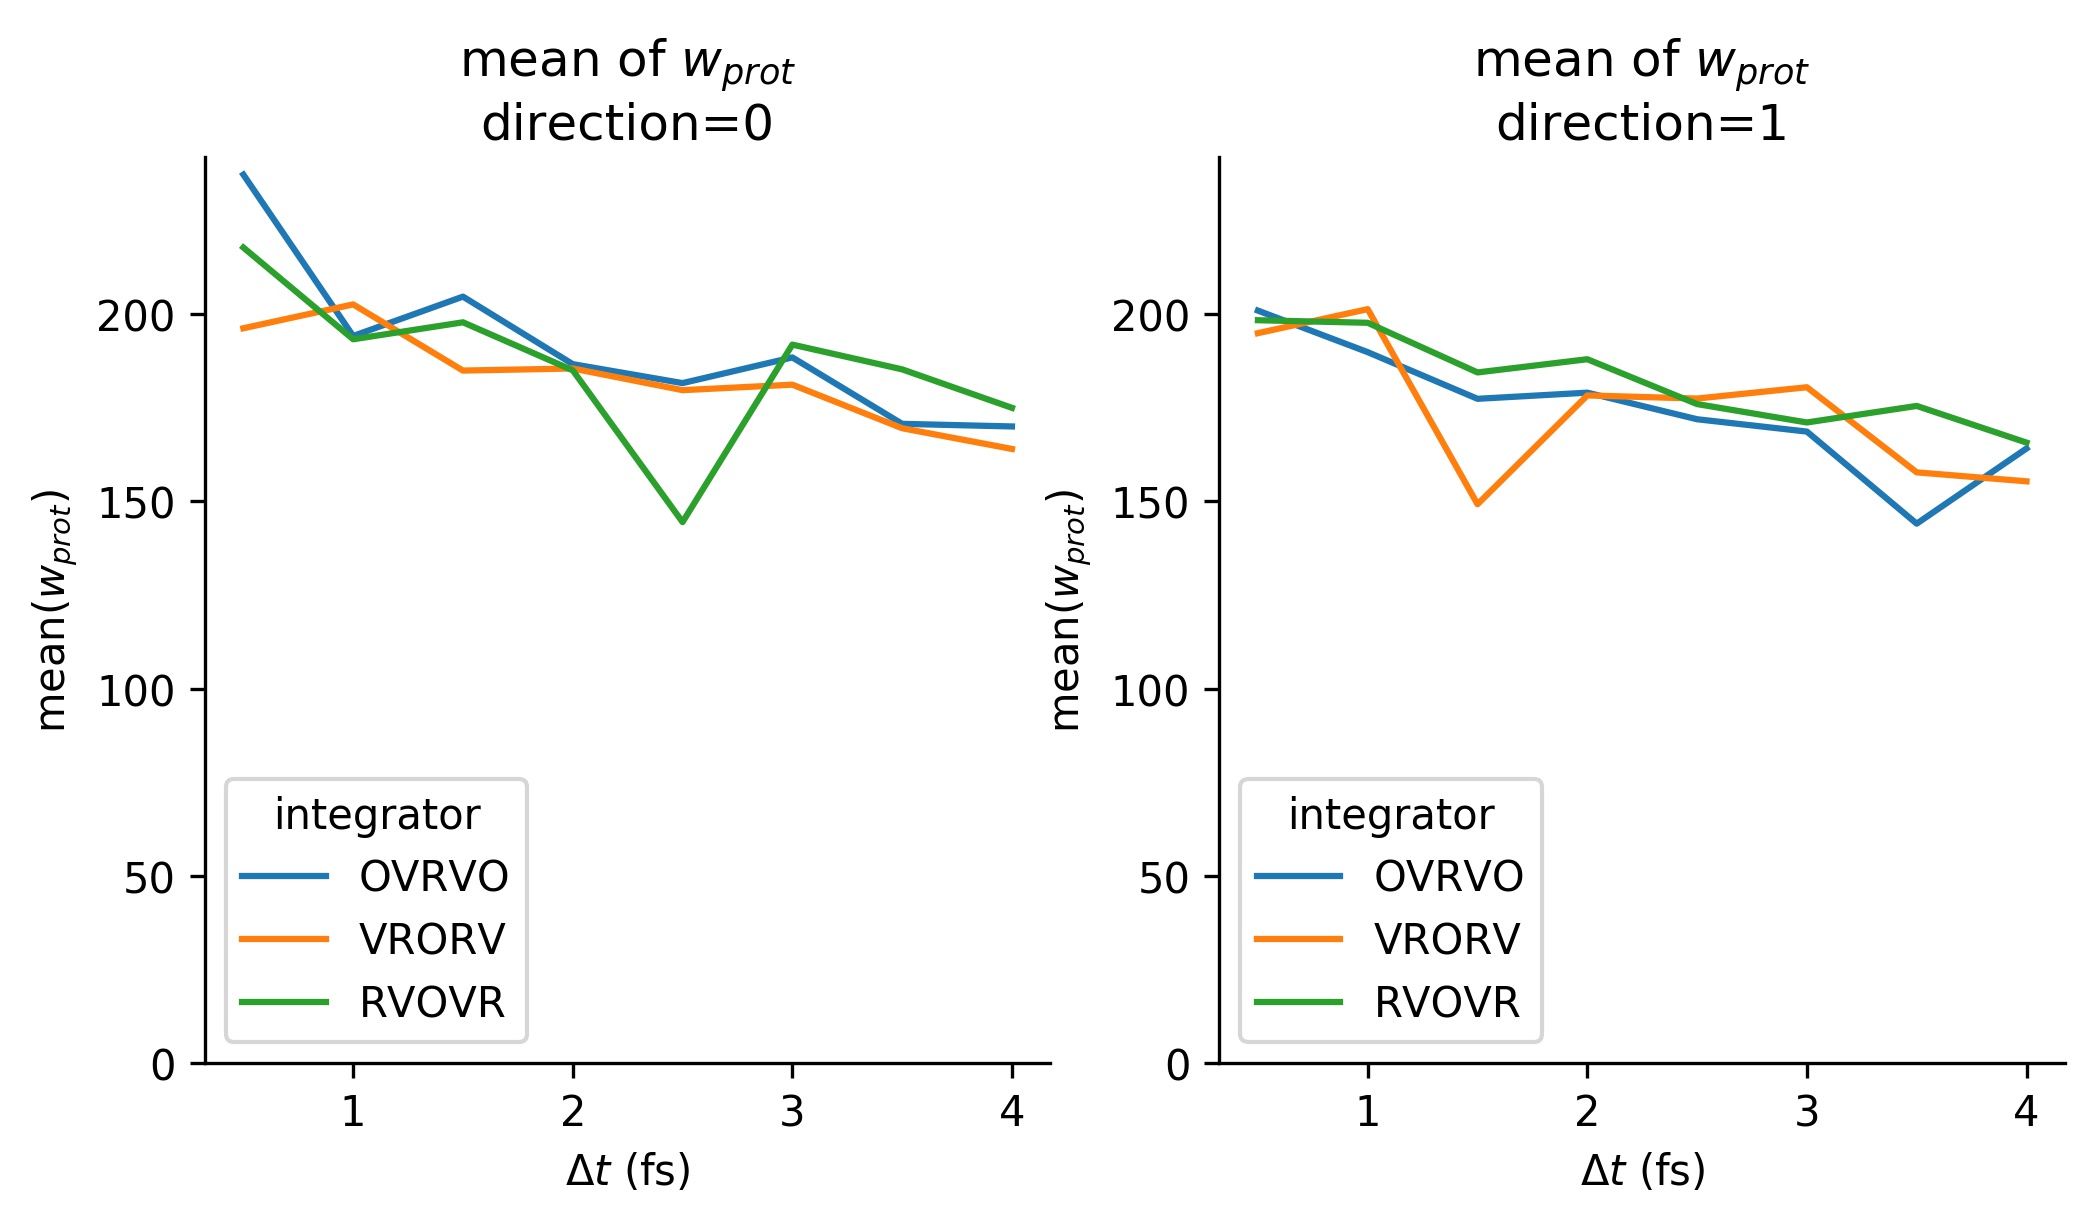 mean of w_prot
direction=0
mean(w_prot)
200
150
100
50
0
1 2 3 4
Δt (fs)
integrator
OVRVO
VRORV
RVOVR
mean of w_prot
direction=1
mean(w_prot)
200
150
100
50
0
1 2 3 4
Δt (fs)
integrator
OVRVO
VRORV
RVOVR